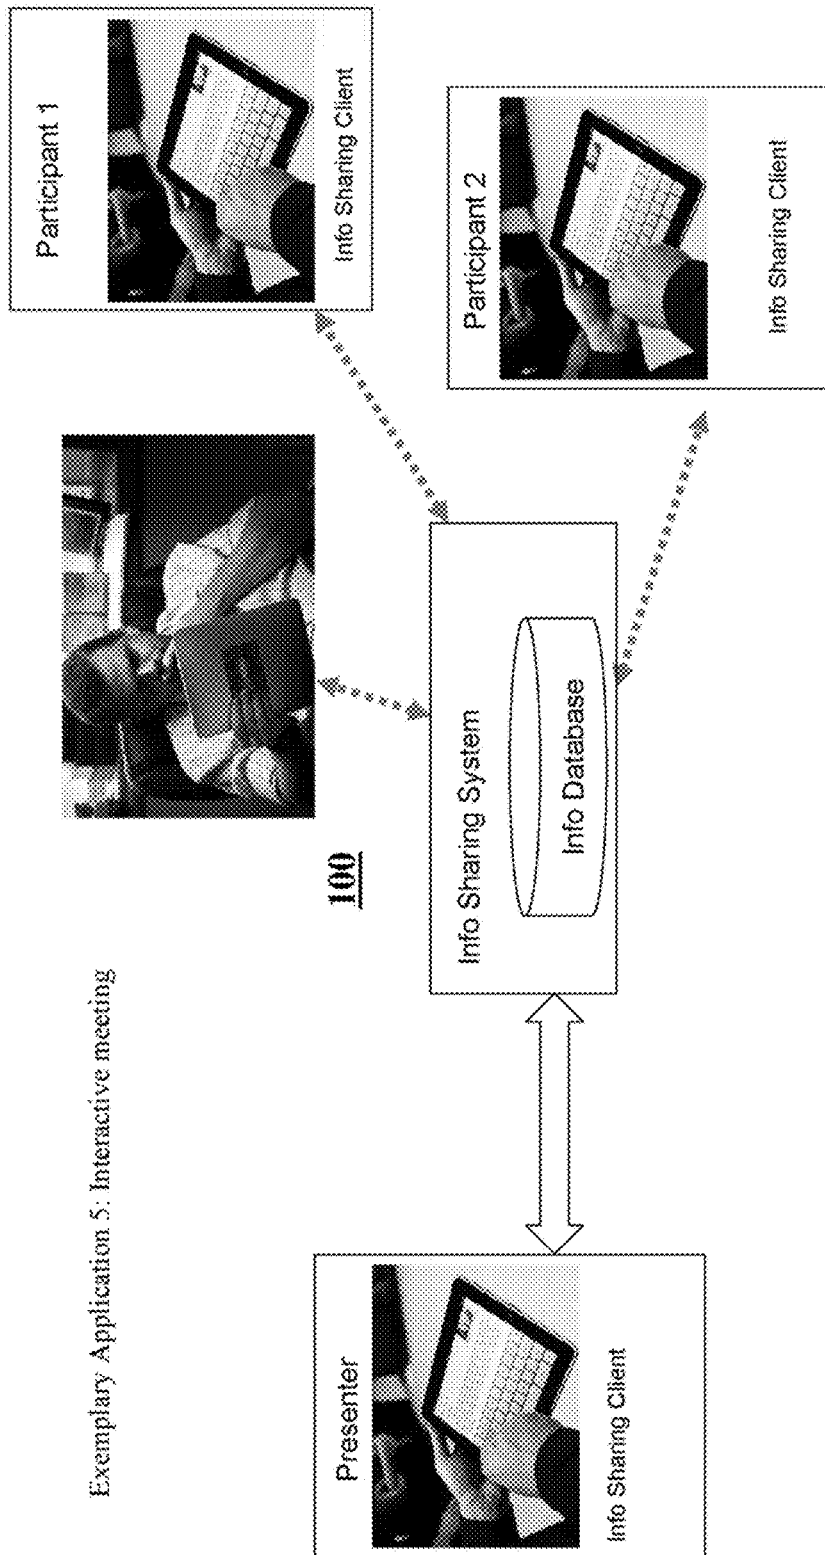 Exemplary Application 5: Interactive meeting
100
Presenter
Info Sharing Client
Info Sharing System
Info Database
Participant 1
Info Sharing Client
Participant 2
Info Sharing Client